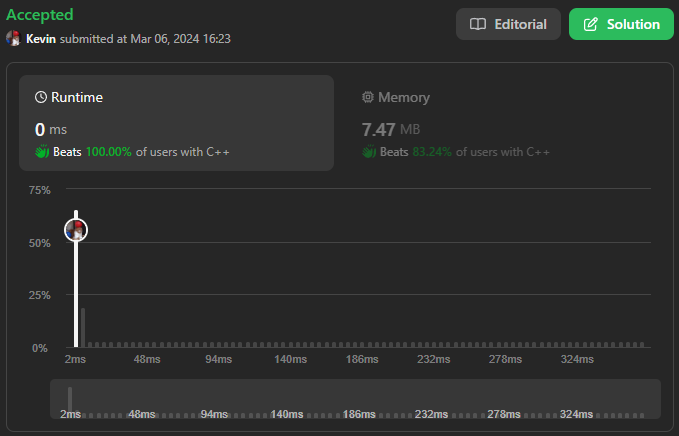 Accepted
Editorial
Solution
Kevin submitted at Mar 06, 2024 16:23
Runtime
Memory
0 ms
7.47 MB
Beats 100.00% of users with C++
Beats 83.24% of users with C++
75%
50%
25%
0%
2ms 48ms 94ms 140ms 186ms 232ms 278ms 324ms
2ms 48ms 94ms 140ms 186ms 232ms 278ms 324ms